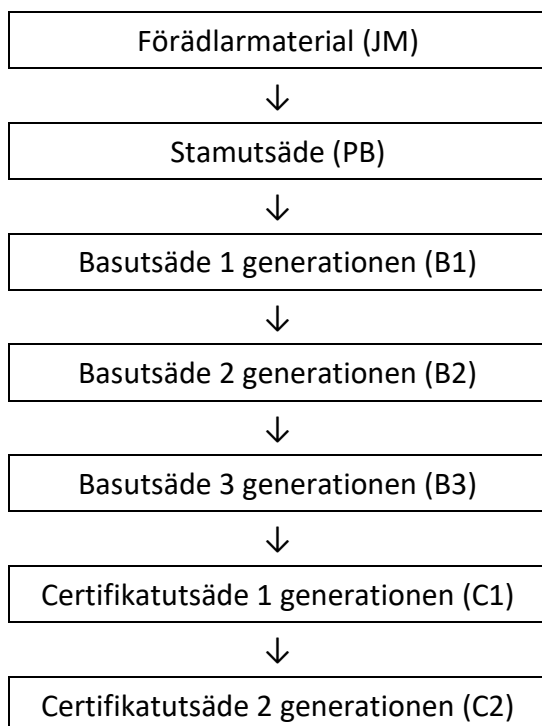 Förädlarmaterial (JM)
↓
Stamutsäde (PB)
↓
Basutsäde 1 generationen (B1)
↓
Basutsäde 2 generationen (B2)
↓
Basutsäde 3 generationen (B3)
↓
Certifikatutsäde 1 generationen (C1)
↓
Certifikatutsäde 2 generationen (C2)